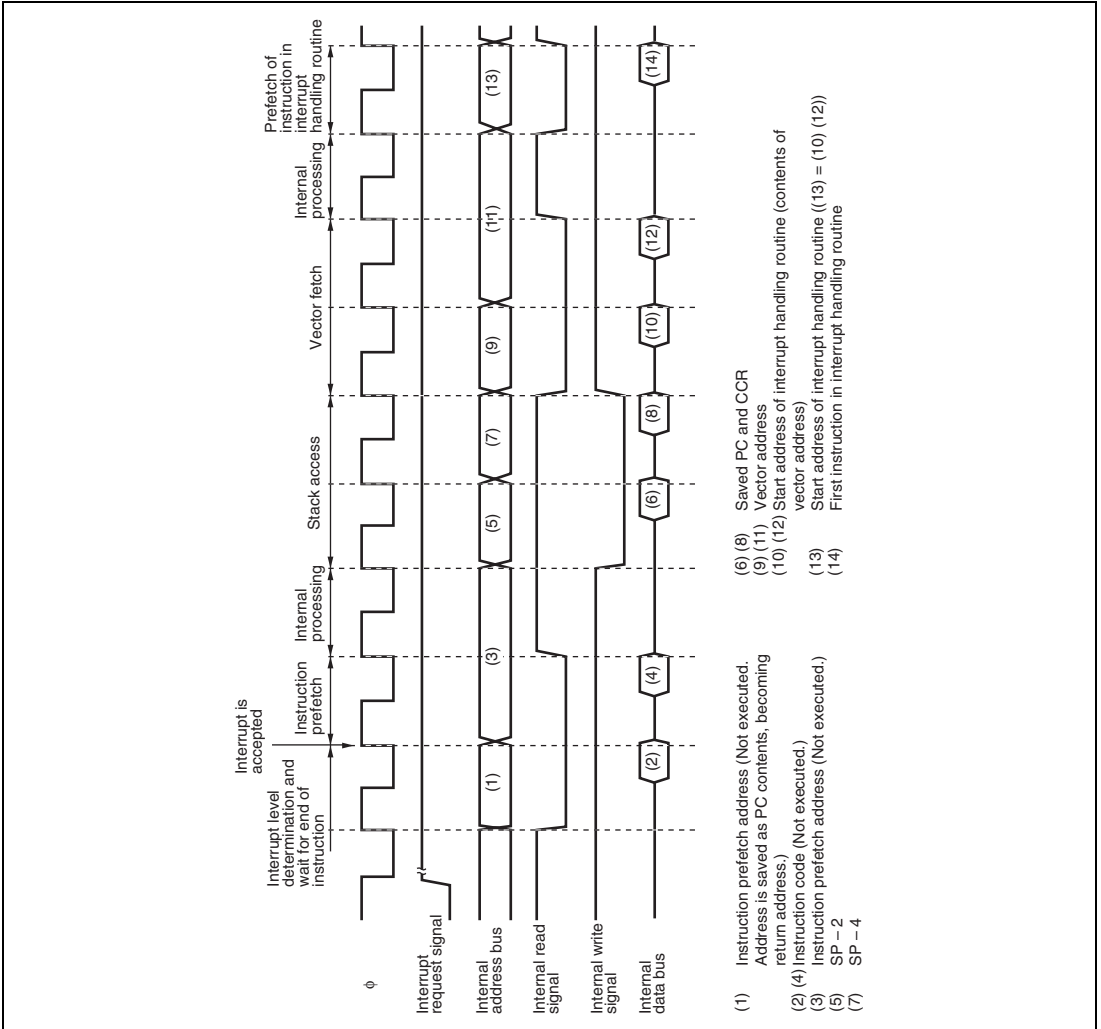 Interrupt level
determination and
wait for end of
instruction
Interrupt is
accepted
Instruction
prefetch
Internal
processing
Stack access
Vector fetch
Internal
processing
Prefetch of
instruction in
interrupt
handling routine
φ
Interrupt
request signal
Internal
address bus
(1)
(3)
(5)
(7)
(9)
(11)
(13)
Internal read
signal
Internal write
signal
Internal
data bus
(2)
(4)
(6)
(8)
(10)
(12)
(14)
(1) Instruction prefetch address (Not executed.
Address is saved as PC contents, becoming
return address.)
(2) (4) Instruction code (Not executed.)
(3) Instruction prefetch address (Not executed.)
(5) SP – 2
(7) SP – 4
(6) (8) Saved PC and CCR
(9) (11) Vector address
(10) (12) Start address of interrupt handling routine (contents of
vector address)
(13) Start address of interrupt handling routine ((13) = (10) (12))
(14) First instruction in interrupt handling routine